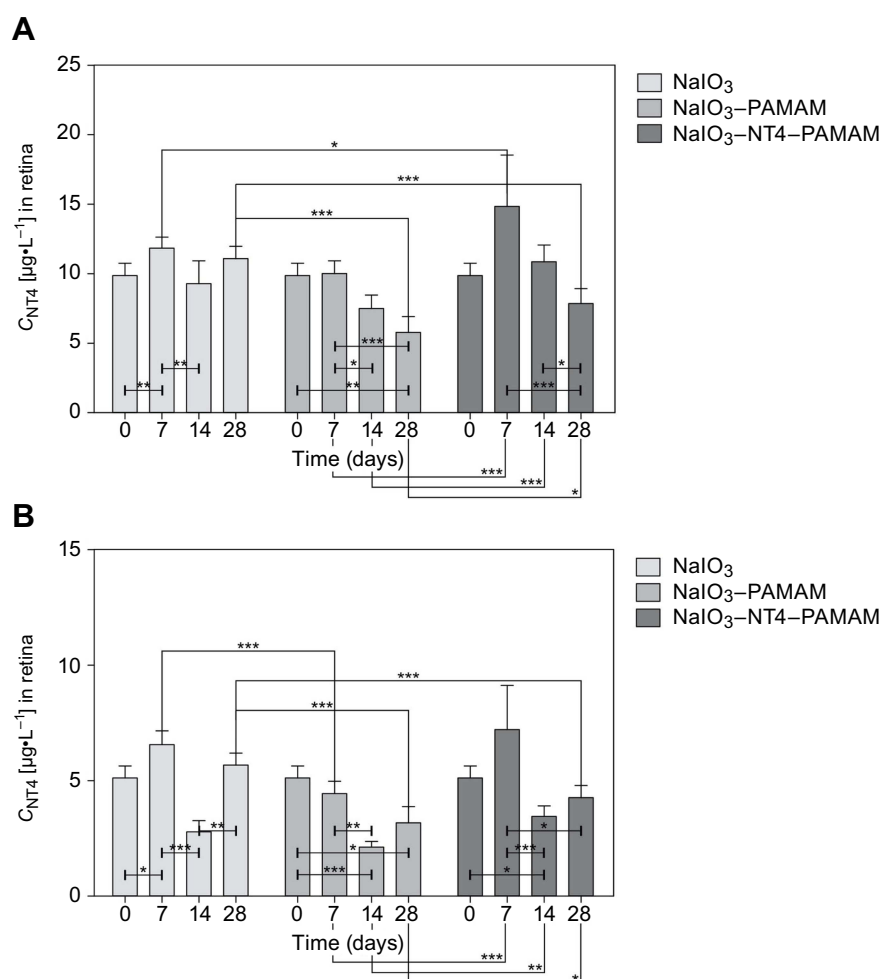 A
25
20
15
10
5
0
C_NT4 [µg•L⁻¹] in retina
NaIO₃
NaIO₃–PAMAM
NaIO₃–NT4–PAMAM
*
***
***
***
** * *
** ** ***
0 7 14 28 0 7 14 28 0 7 14 28
Time (days)
***
***
*
B
15
10
5
0
C_NT4 [µg•L⁻¹] in retina
NaIO₃
NaIO₃–PAMAM
NaIO₃–NT4–PAMAM
***
***
***
** ** *
*** * ***
* *** *
0 7 14 28 0 7 14 28 0 7 14 28
Time (days)
***
**
*